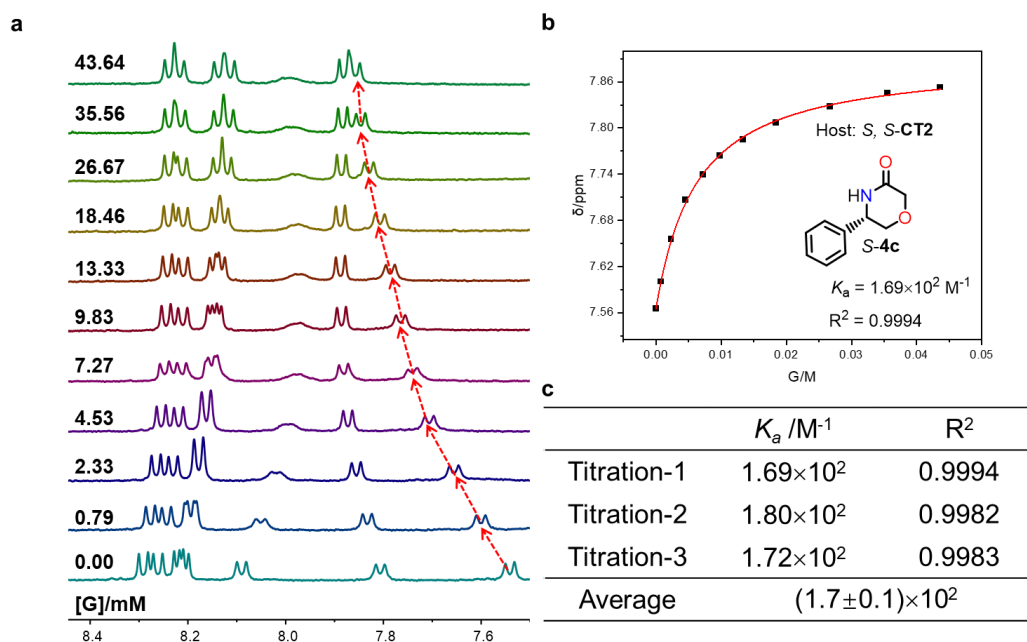 a
43.64
35.56
26.67
18.46
13.33
9.83
7.27
4.53
2.33
0.79
0.00
[G]/mM
8.4 8.2 8.0 7.8 7.6
b
7.86
7.80
7.74
7.68
7.62
7.56
δ/ppm
0.00 0.01 0.02 0.03 0.04 0.05
G/M
Host: S, S-CT2
O
NH
O
S-4c
Kₐ = 1.69×10² M⁻¹
R² = 0.9994
c
Kₐ /M⁻¹ R²
Titration-1 1.69×10² 0.9994
Titration-2 1.80×10² 0.9982
Titration-3 1.72×10² 0.9983
Average (1.7±0.1)×10²